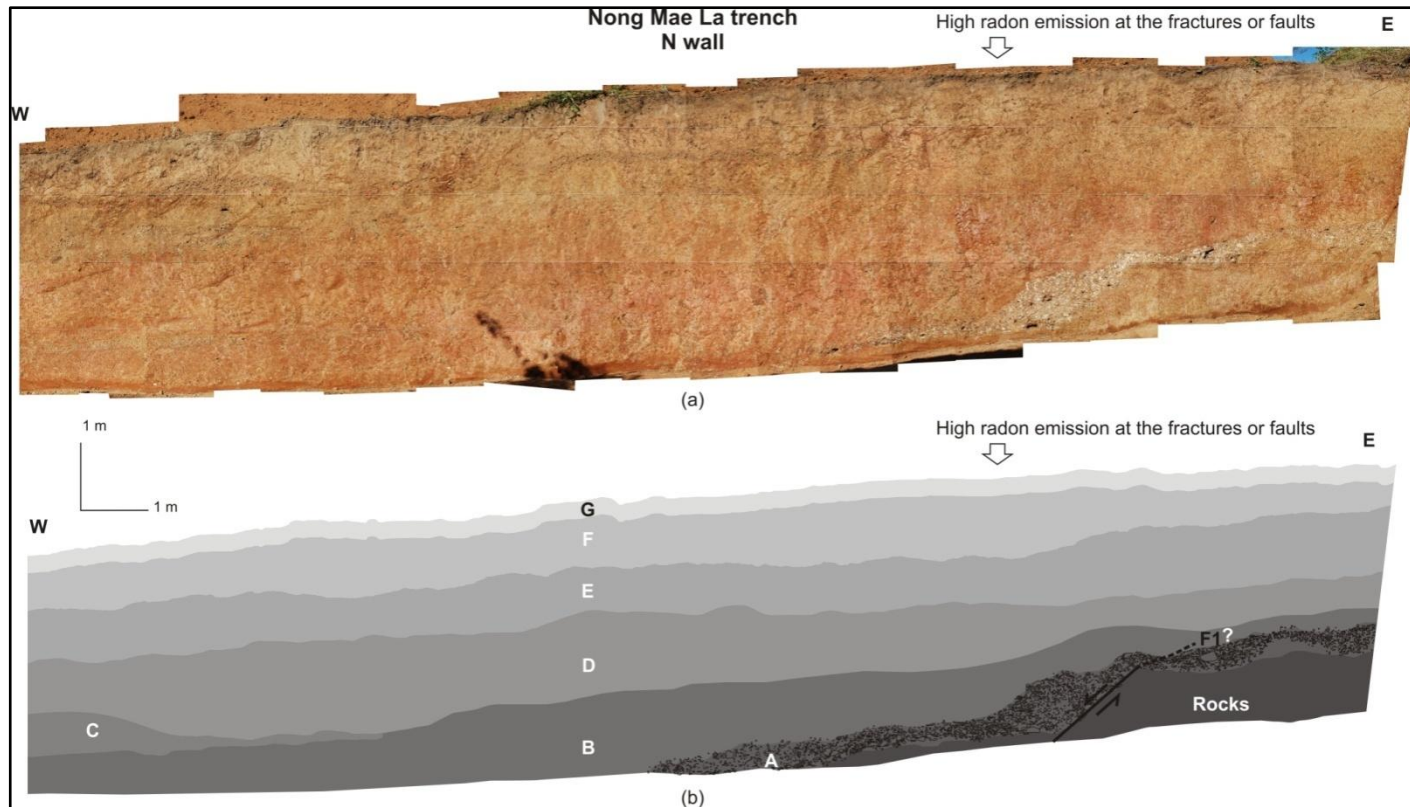 Nong Mae La trench
N wall
High radon emission at the fractures or faults
E
W
(a)
1 m
1 m
High radon emission at the fractures or faults
E
W
G
F
E
D
C
B
A
F1?
Rocks
(b)